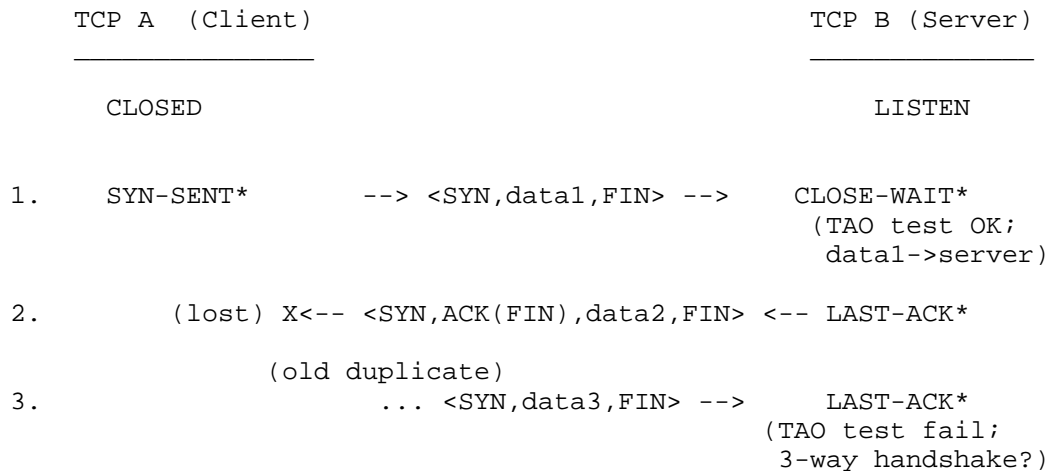 TCP A  (Client)                               TCP B (Server)
_______________                               ______________
CLOSED                                   LISTEN
1.     SYN-SENT*       --> <SYN,data1,FIN> -->    CLOSE-WAIT*
(TAO test OK;
data1->server)
2.         (lost) X<-- <SYN,ACK(FIN),data2,FIN> <-- LAST-ACK*
(old duplicate)
3.                      ... <SYN,data3,FIN> -->     LAST-ACK*
(TAO test fail;
3-way handshake?)